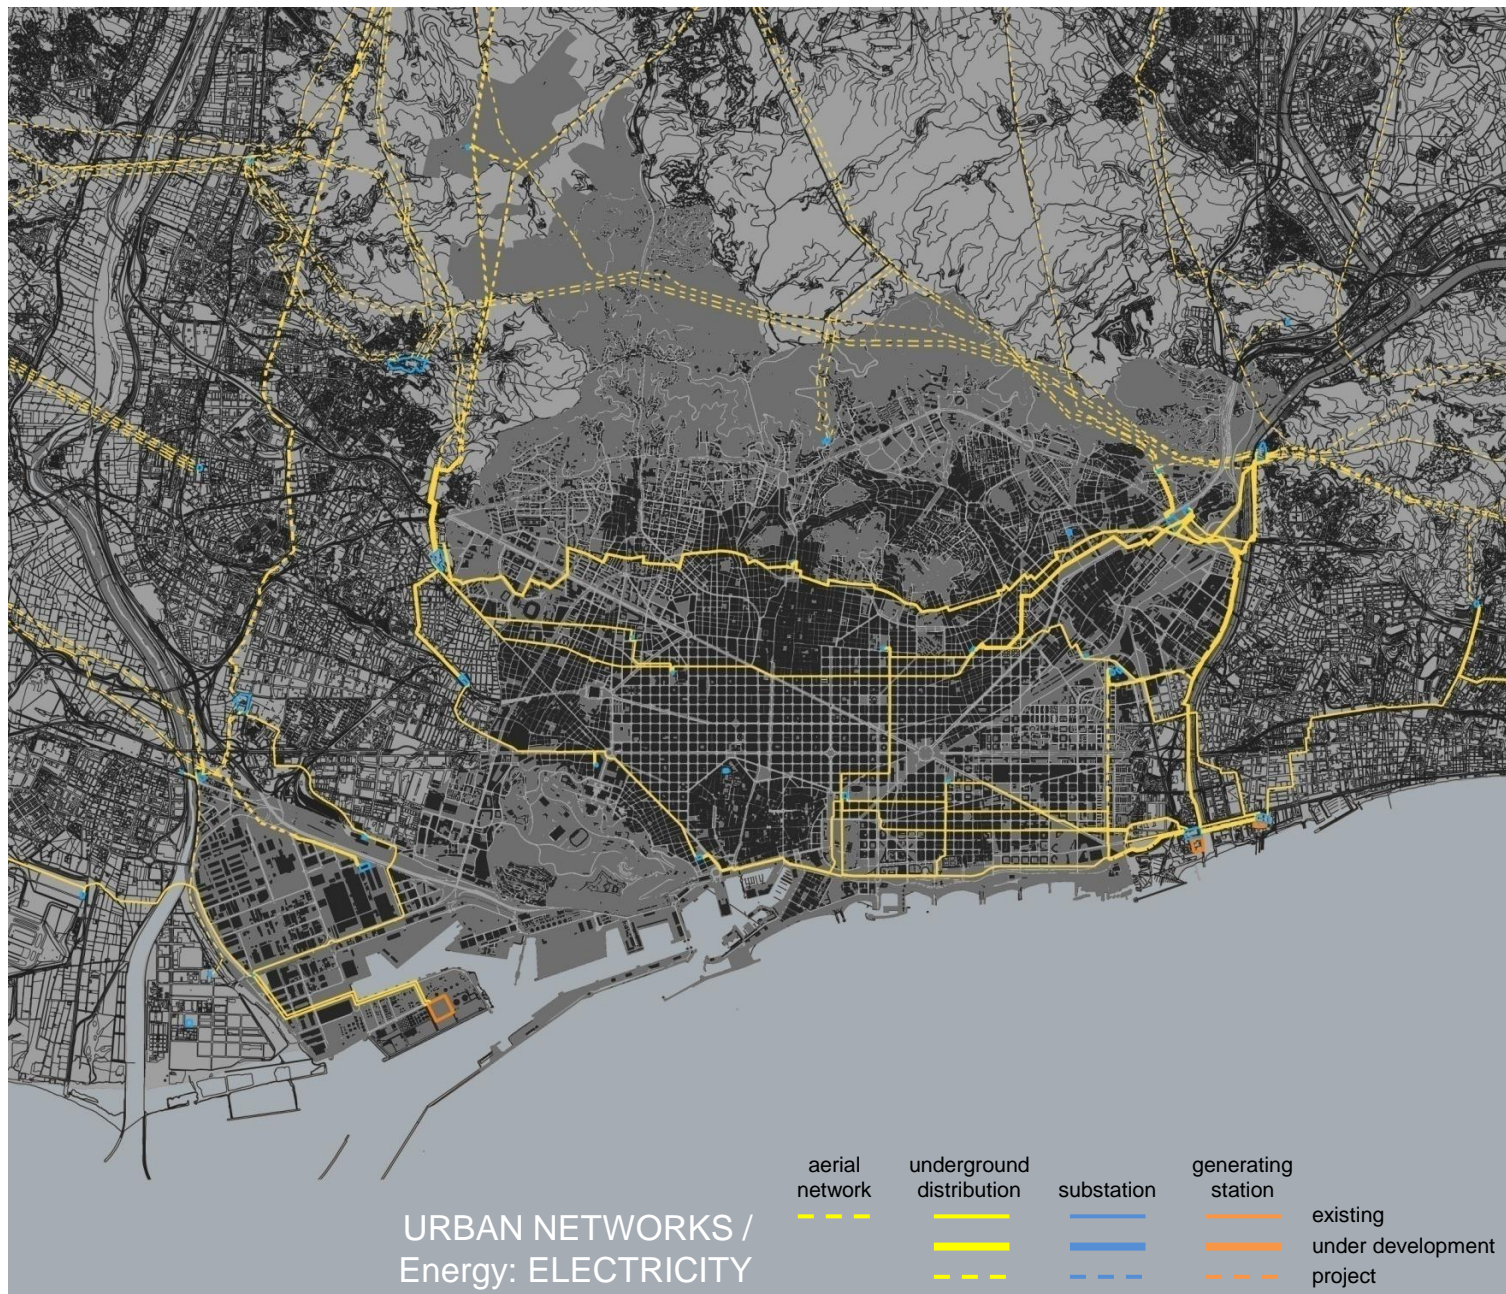 aerial
network
underground
distribution
substation
generating
station
existing
under development
project
URBAN NETWORKS /
Energy: ELECTRICITY